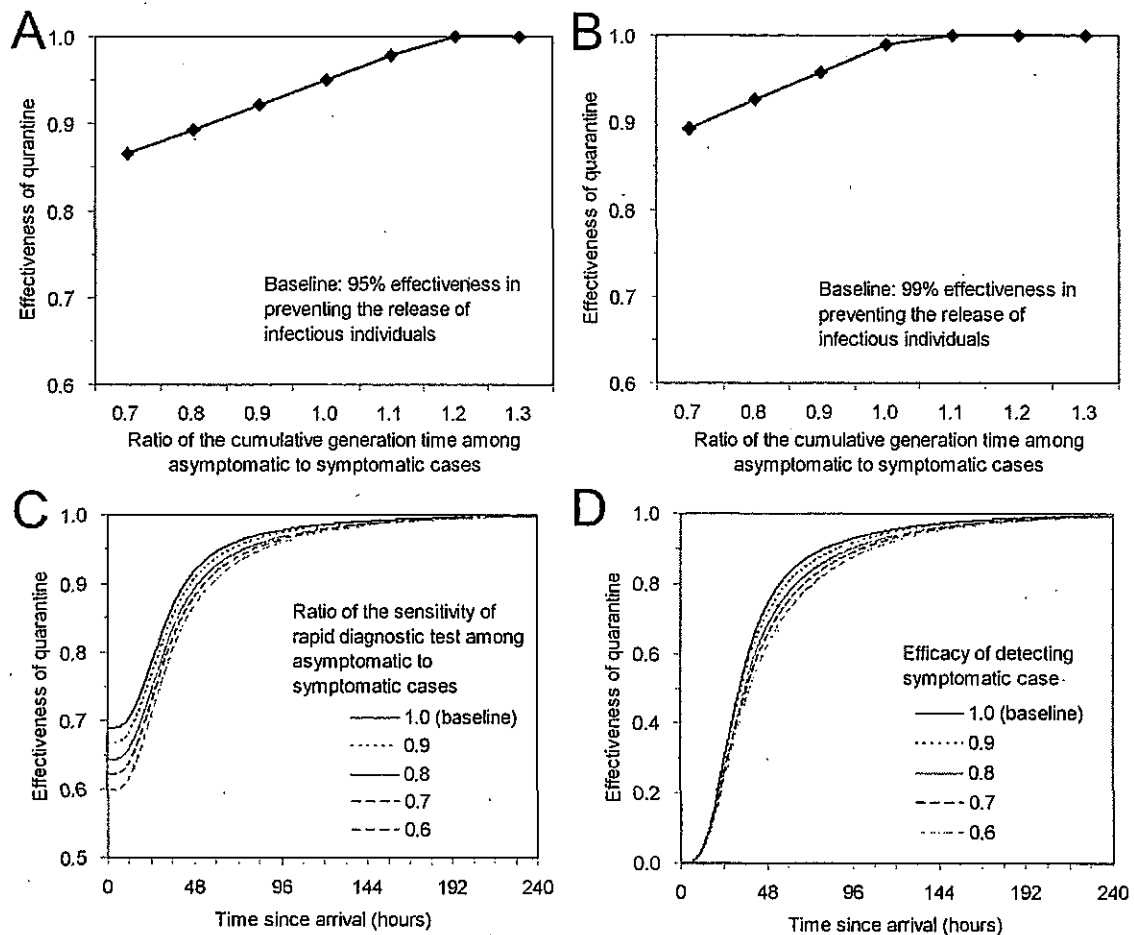 A
1.0
0.9
0.8
0.7
0.6
Effectiveness of qurantine
Baseline: 95% effectiveness in
preventing the release of
infectious individuals
0.7 0.8 0.9 1.0 1.1 1.2 1.3
Ratio of the cumulative generation time among
asymptomatic to symptomatic cases
B
1.0
0.9
0.8
0.7
0.6
Effectiveness of quarantine
Baseline: 99% effectiveness in
preventing the release of
infectious individuals
0.7 0.8 0.9 1.0 1.1 1.2 1.3
Ratio of the cumulative generation time among
asymptomatic to symptomatic cases
C
1.0
0.9
0.8
0.7
0.6
0.5
Effectiveness of quarantine
Ratio of the sensitivity of
rapid diagnostic test among
asymptomatic to
symptomatic cases
1.0 (baseline)
0.9
0.8
0.7
0.6
0 48 96 144 192 240
Time since arrival (hours)
D
1.0
0.8
0.6
0.4
0.2
0.0
Effectiveness of quarantine
Efficacy of detecting
symptomatic case
1.0 (baseline)
0.9
0.8
0.7
0.6
0 48 96 144 192 240
Time since arrival (hours)